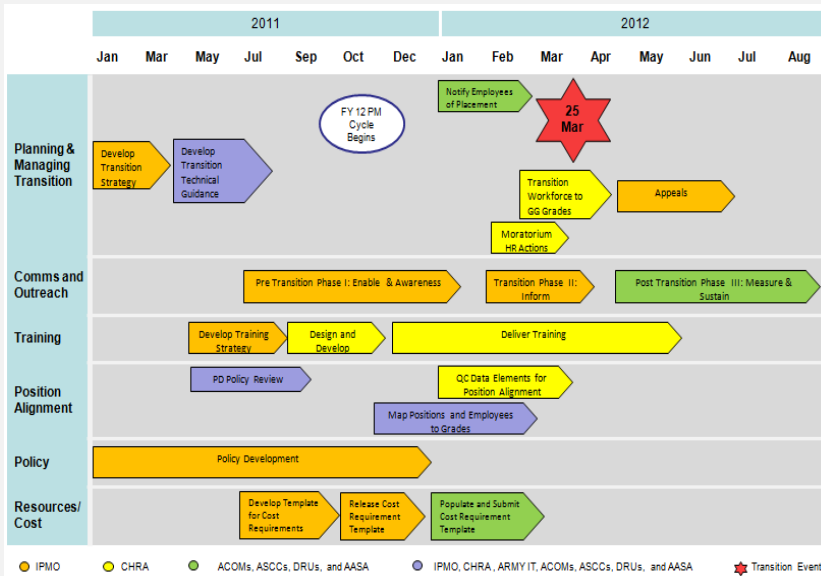 2011
2012
Jan Mar May Jul Sep Oct Dec Jan Feb Mar Apr May Jun Jul Aug
Planning &
Managing
Transition
Develop
Transition
Strategy
Develop
Transition
Technical
Guidance
FY 12 PM
Cycle
Begins
Notify Employees
of Placement
25
Mar
Transition
Workforce to
GG Grades
Appeals
Moratorium
HR Actions
Comms and
Outreach
Pre Transition Phase I: Enable & Awareness
Transition Phase II:
Inform
Post Transition Phase III: Measure &
Sustain
Training
Develop Training
Strategy
Design and
Develop
Deliver Training
Position
Alignment
PD Policy Review
QC Data Elements for
Position Alignment
Map Positions and Employees
to Grades
Policy
Policy Development
Resources/
Cost
Develop Template
for Cost
Requirements
Release Cost
Requirement
Template
Populate and Submit
Cost Requirement
Template
IPMO
CHRA
ACOMs, ASCCs, DRUs, and AASA
IPMO, CHRA, ARMY IT, ACOMs, ASCCs, DRUs, and AASA
Transition Event